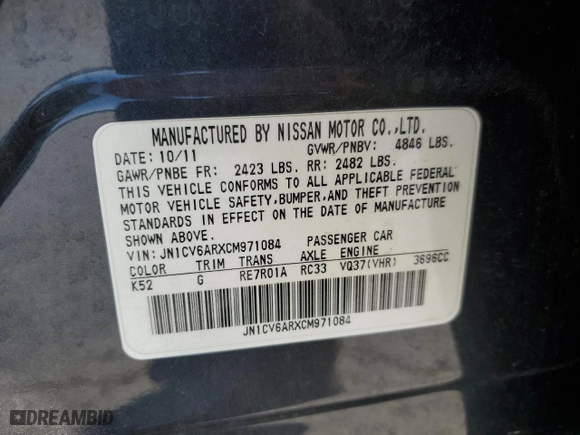 MANUFACTURED BY NISSAN MOTOR CO.,LTD.
DATE: 10/11 GVWR/PNBV: 4846 LBS.
GAWR/PNBE FR: 2423 LBS. RR: 2482 LBS.
THIS VEHICLE CONFORMS TO ALL APPLICABLE FEDERAL
MOTOR VEHICLE SAFETY,BUMPER,AND THEFT PREVENTION
STANDARDS IN EFFECT ON THE DATE OF MANUFACTURE
SHOWN ABOVE.
VIN: JN1CV6ARXCM971084 PASSENGER CAR
COLOR TRIM TRANS AXLE ENGINE
K52 G RE7R01A RC33 VQ37(VHR) 3696CC
JN1CV6ARXCM971084
DREAMBID